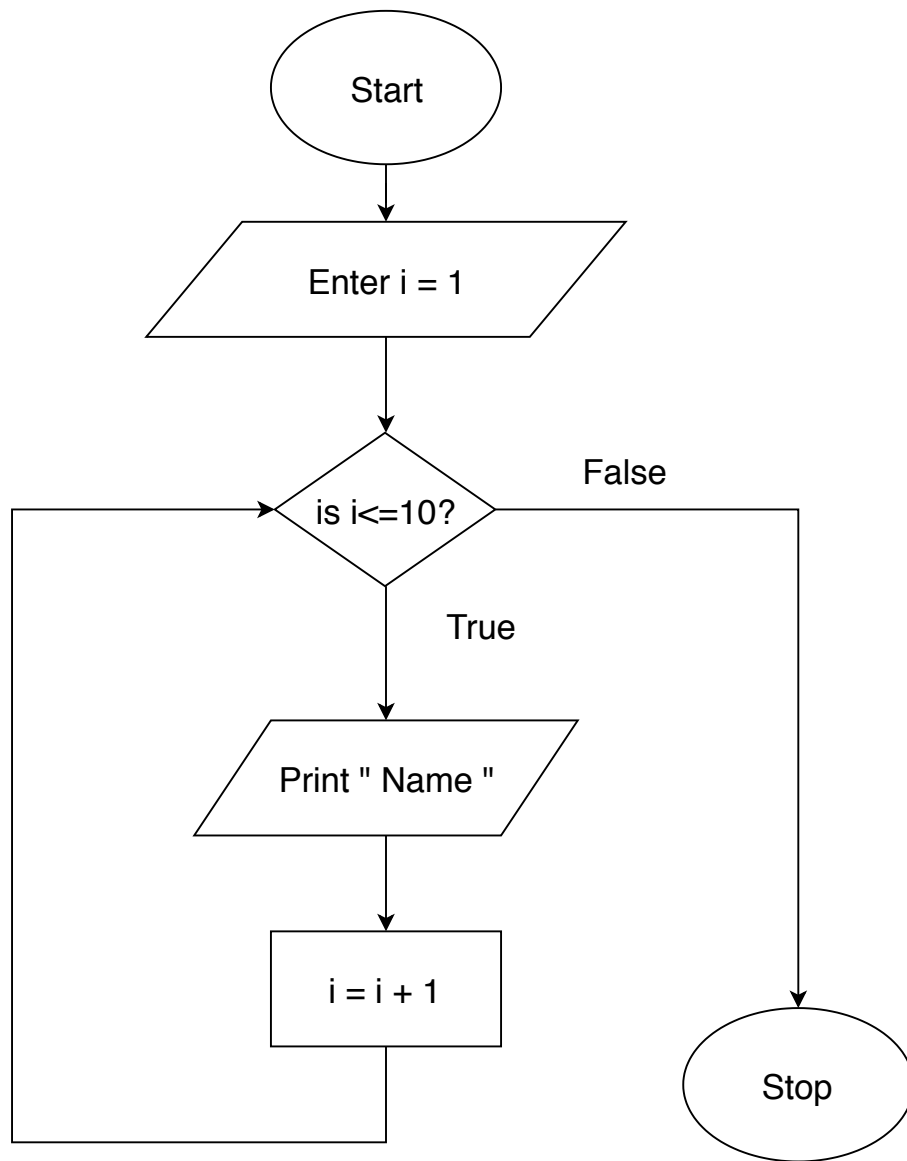 Start
Enter i = 1
is i<=10?
False
True
Print " Name "
i = i + 1
Stop